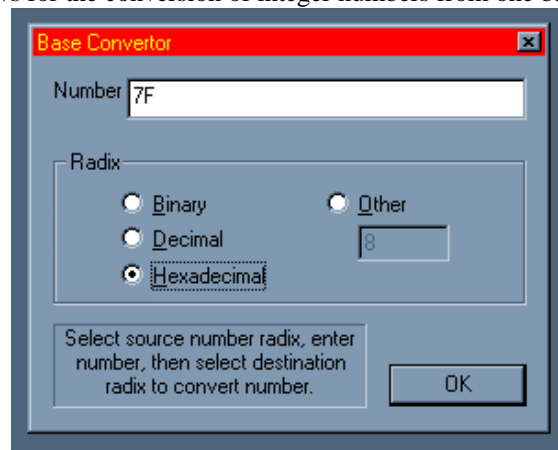 for the conversion of integer numbers from one
Base Convertor
Number 7F
Radix
Binary
Other
Decimal
8
Hexadecimal
Select source number radix, enter
number, then select destination
radix to convert number.
OK